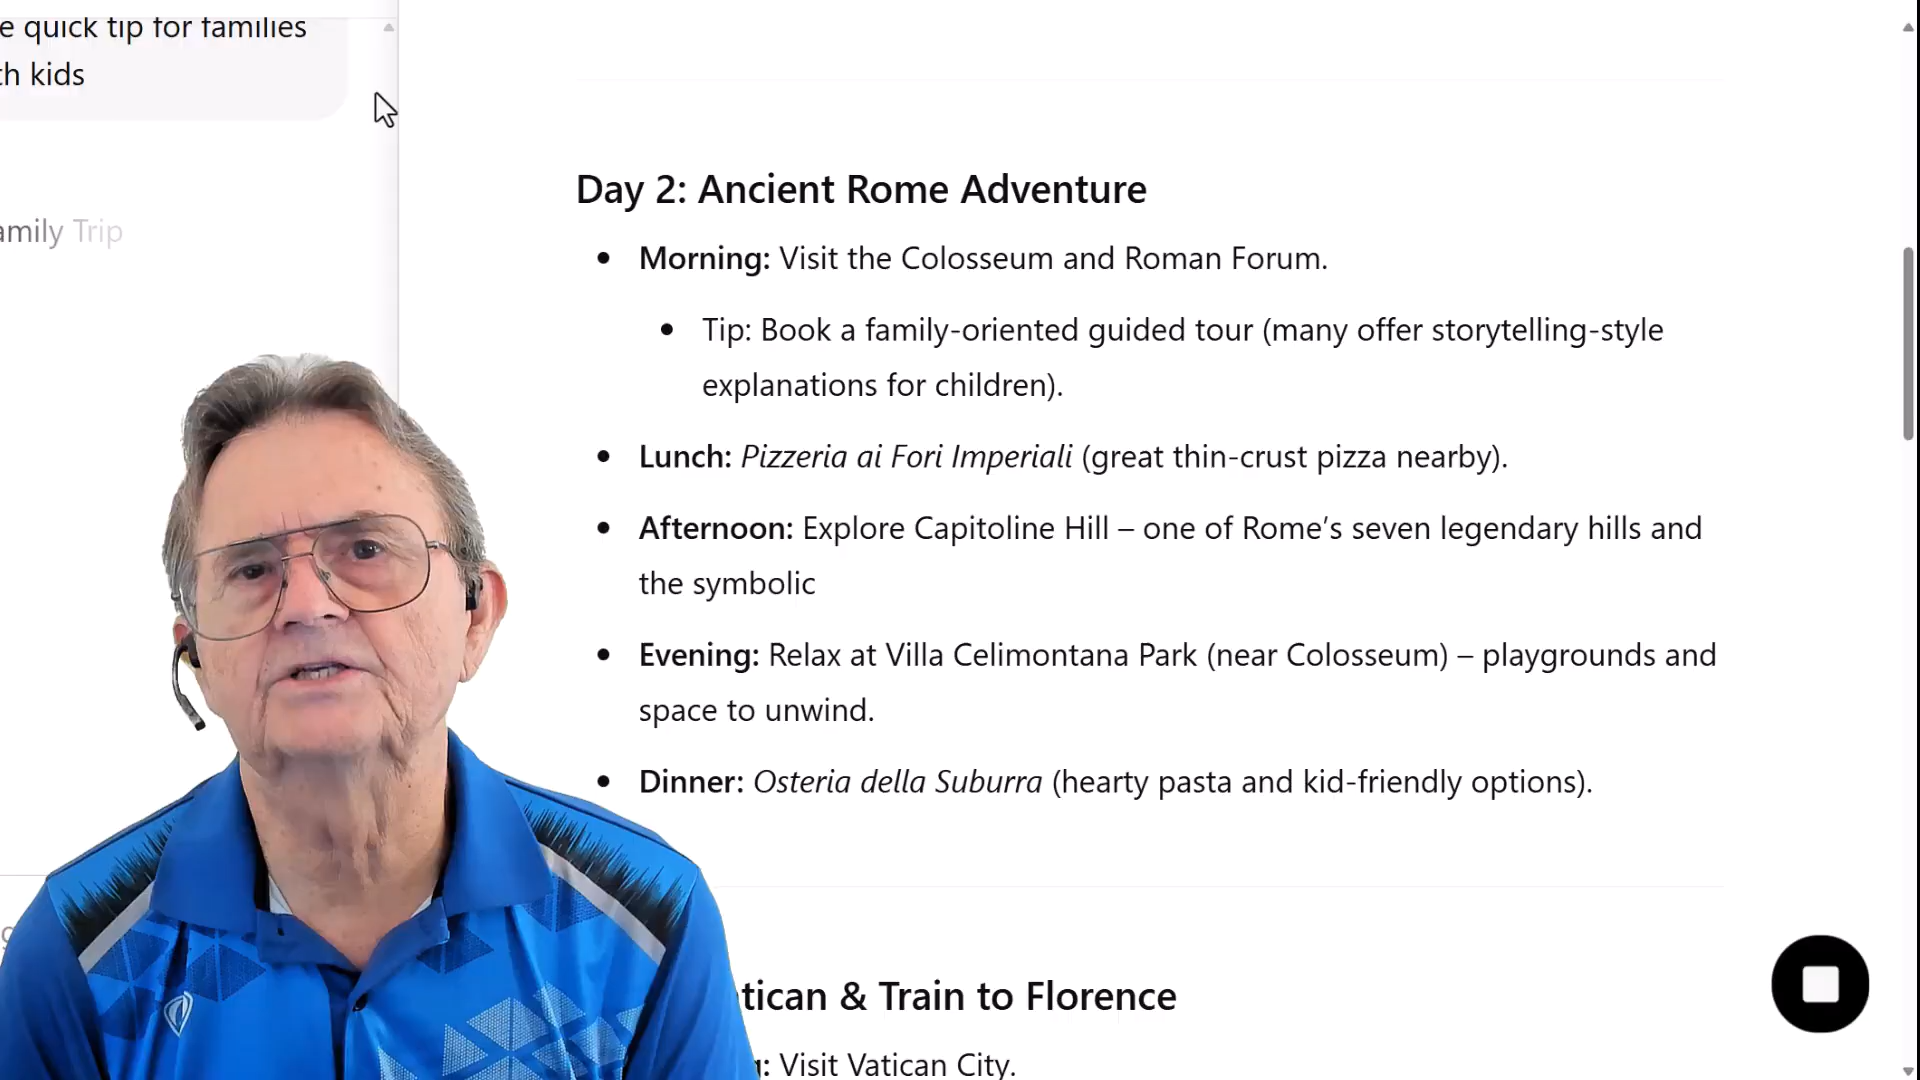 e quick tip for families
th kids
amily Trip
Day 2: Ancient Rome Adventure
• Morning: Visit the Colosseum and Roman Forum.
• Tip: Book a family-oriented guided tour (many offer storytelling-style
explanations for children).
• Lunch: Pizzeria ai Fori Imperiali (great thin-crust pizza nearby).
• Afternoon: Explore Capitoline Hill – one of Rome’s seven legendary hills and
the symbolic
• Evening: Relax at Villa Celimontana Park (near Colosseum) – playgrounds and
space to unwind.
• Dinner: Osteria della Suburra (hearty pasta and kid-friendly options).
tican & Train to Florence
: Visit Vatican City.